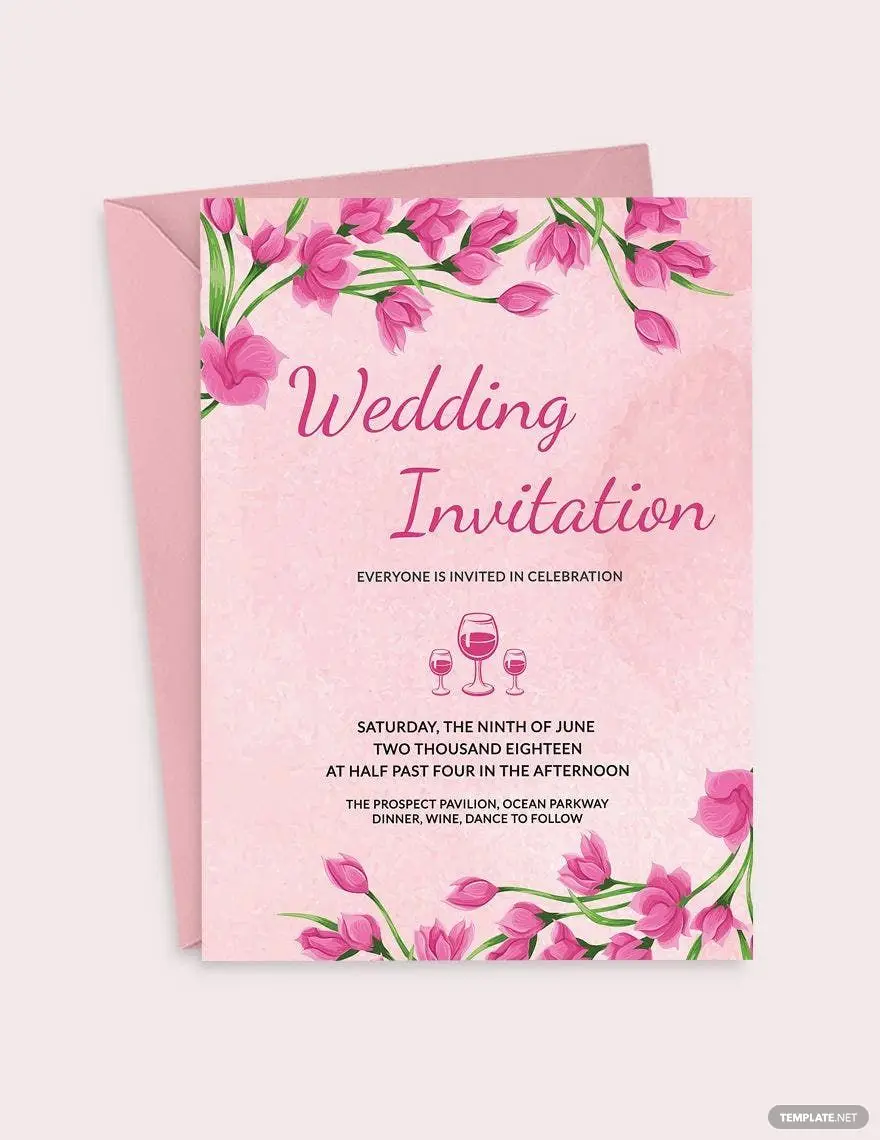 Wedding
Invitation
EVERYONE IS INVITED IN CELEBRATION
SATURDAY, THE NINTH OF JUNE
TWO THOUSAND EIGHTEEN
AT HALF PAST FOUR IN THE AFTERNOON
THE PROSPECT PAVILION, OCEAN PARKWAY
DINNER, WINE, DANCE TO FOLLOW
TEMPLATE.NET